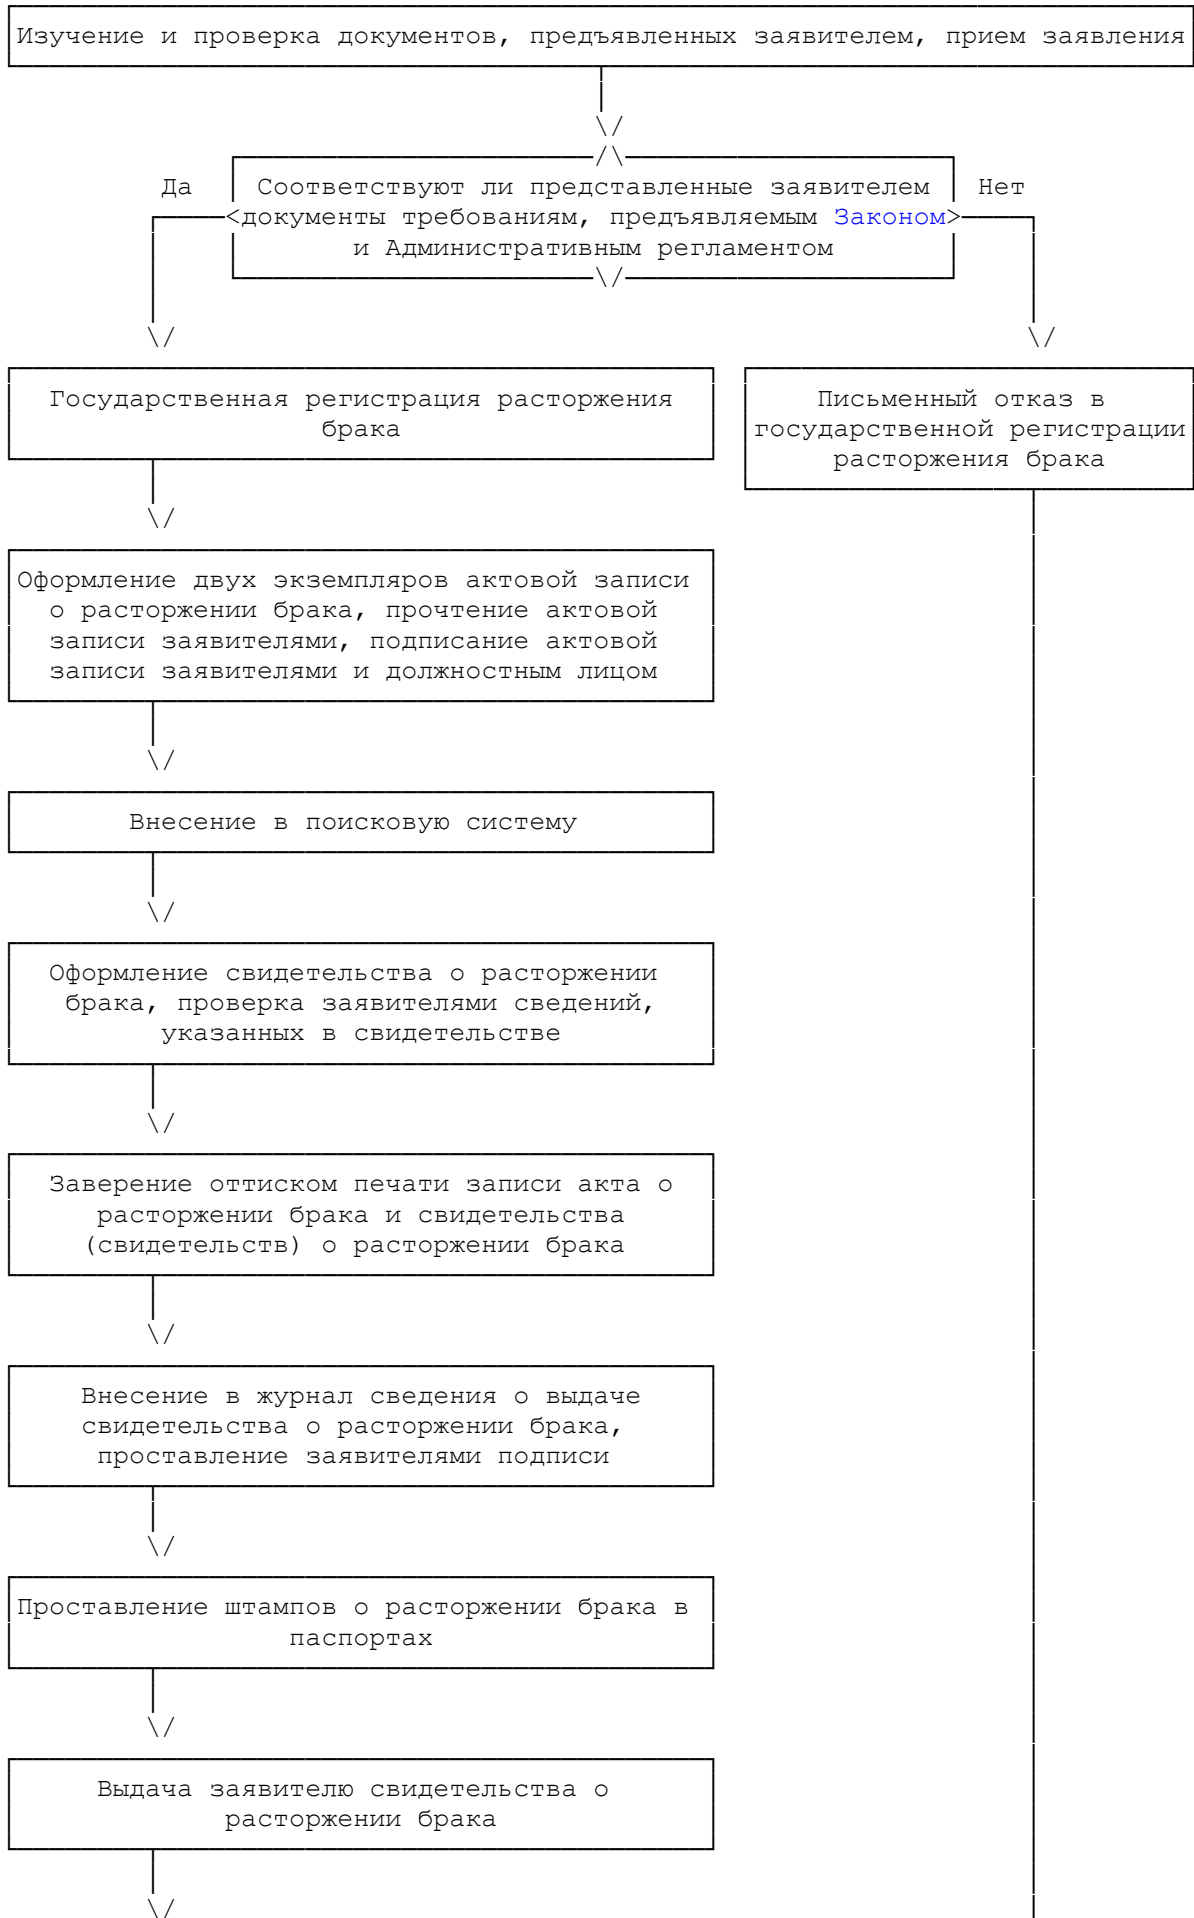 Изучение и проверка документов, предъявленных заявителем, прием заявления
Да
Соответствуют ли представленные заявителем
Нет
<документы требованиям, предъявляемым Законом>
и Административным регламентом
Государственная регистрация расторжения
брака
Письменный отказ в
государственной регистрации
расторжения брака
Оформление двух экземпляров актовой записи
о расторжении брака, прочтение актовой
записи заявителями, подписание актовой
записи заявителями и должностным лицом
Внесение в поисковую систему
Оформление свидетельства о расторжении
брака, проверка заявителями сведений,
указанных в свидетельстве
Заверение оттиском печати записи акта о
расторжении брака и свидетельства
(свидетельств) о расторжении брака
Внесение в журнал сведения о выдаче
свидетельства о расторжении брака,
проставление заявителями подписи
Проставление штампов о расторжении брака в
паспортах
Выдача заявителю свидетельства о
расторжении брака